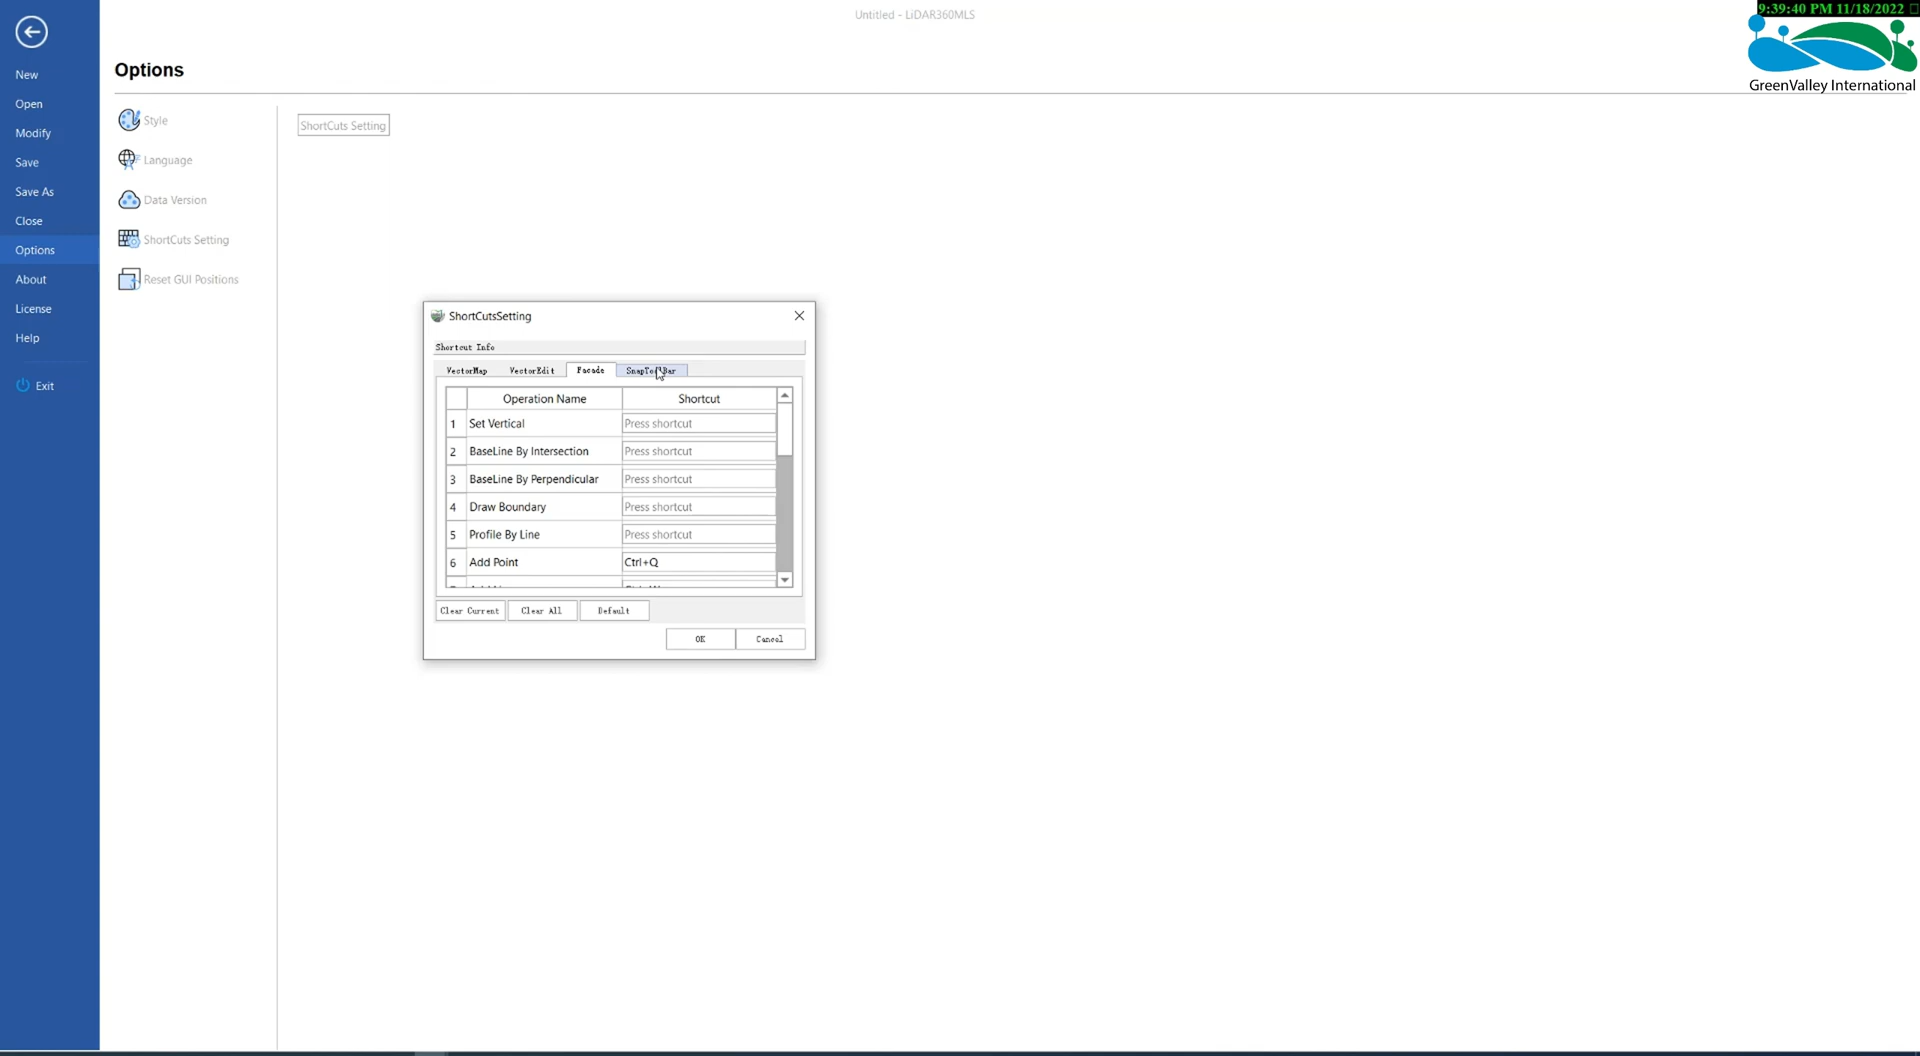 Untitled - LiDAR360MLS
9:39:40 PM 11/18/2022
GreenValley International
New
Open
Modify
Save
Save As
Close
Options
About
License
Help
Exit
Options
Style
Language
Data Version
ShortCuts Setting
Reset GUI Positions
ShortCuts Setting
ShortCutsSetting
Shortcut Info
VectorMap VectorEdit Facade SnapToolBar
Operation Name Shortcut
1 Set Vertical Press shortcut
2 BaseLine By Intersection Press shortcut
3 BaseLine By Perpendicular Press shortcut
4 Draw Boundary Press shortcut
5 Profile By Line Press shortcut
6 Add Point Ctrl+Q
Clear Current Clear All Default
OK Cancel